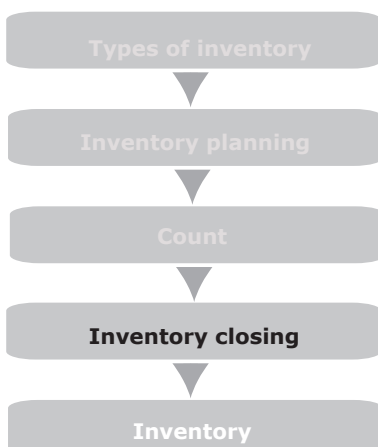 Types of inventory
Inventory planning
Count
Inventory closing
Inventory